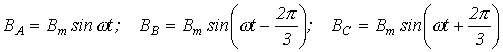 B_A = B_m sin ωt; B_B = B_m sin(ωt − 2π/3); B_C = B_m sin(ωt + 2π/3)